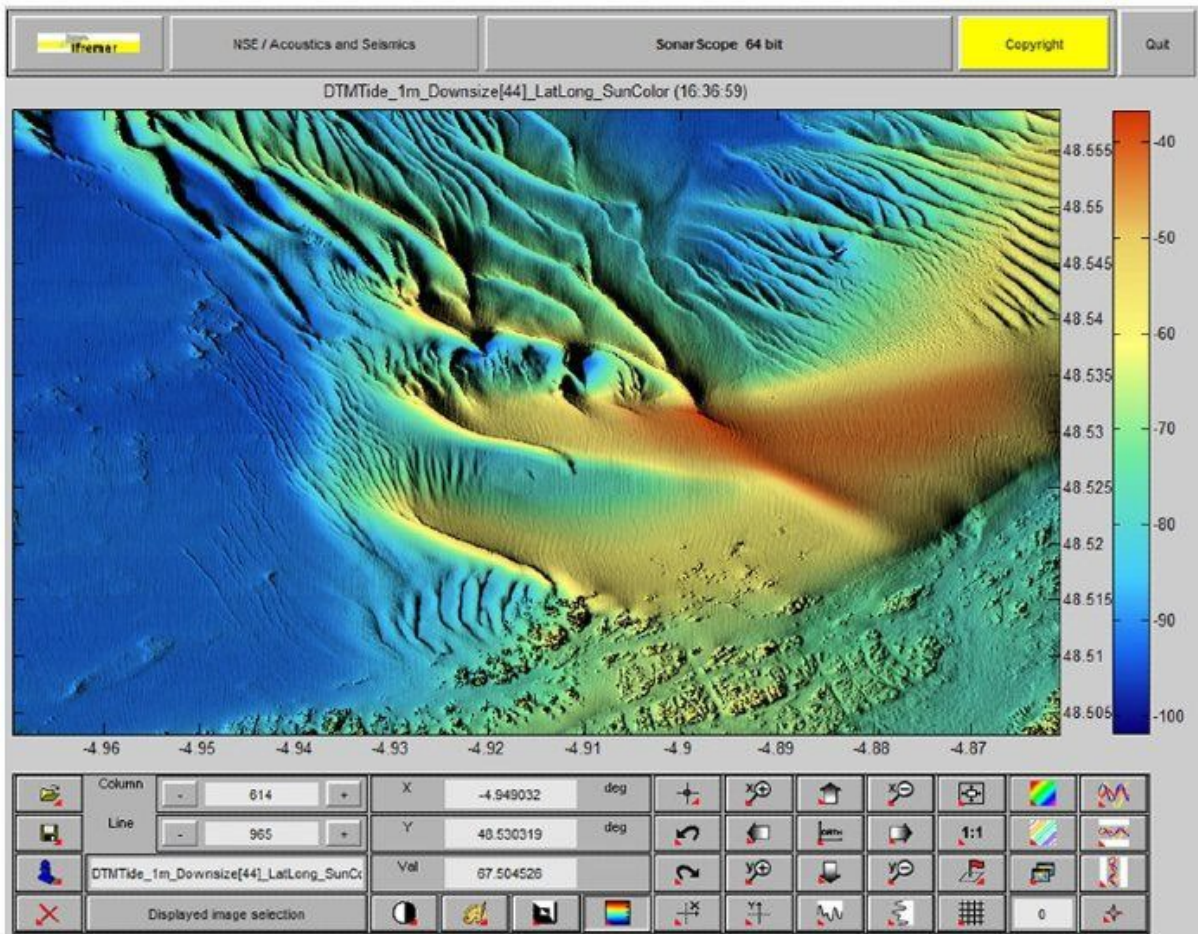 Ifremer
NSE / Acoustics and Seismics
SonarScope 64 bit
Copyright
Quit
DTMTide_1m_Downsize[44]_LatLong_SunColor (16:36:59)
48.555
48.55
48.545
48.54
48.535
48.53
48.525
48.52
48.515
48.51
48.505
-40
-50
-60
-70
-80
-90
-100
-4.96
-4.95
-4.94
-4.93
-4.92
-4.91
-4.9
-4.89
-4.88
-4.87
Column
-
614
+
X
-4.949032
deg
Line
-
965
+
Y
48.530319
deg
1:1
DTMTide_1m_Downsize[44]_LatLong_SunCo
Val
67.504526
Displayed image selection
0